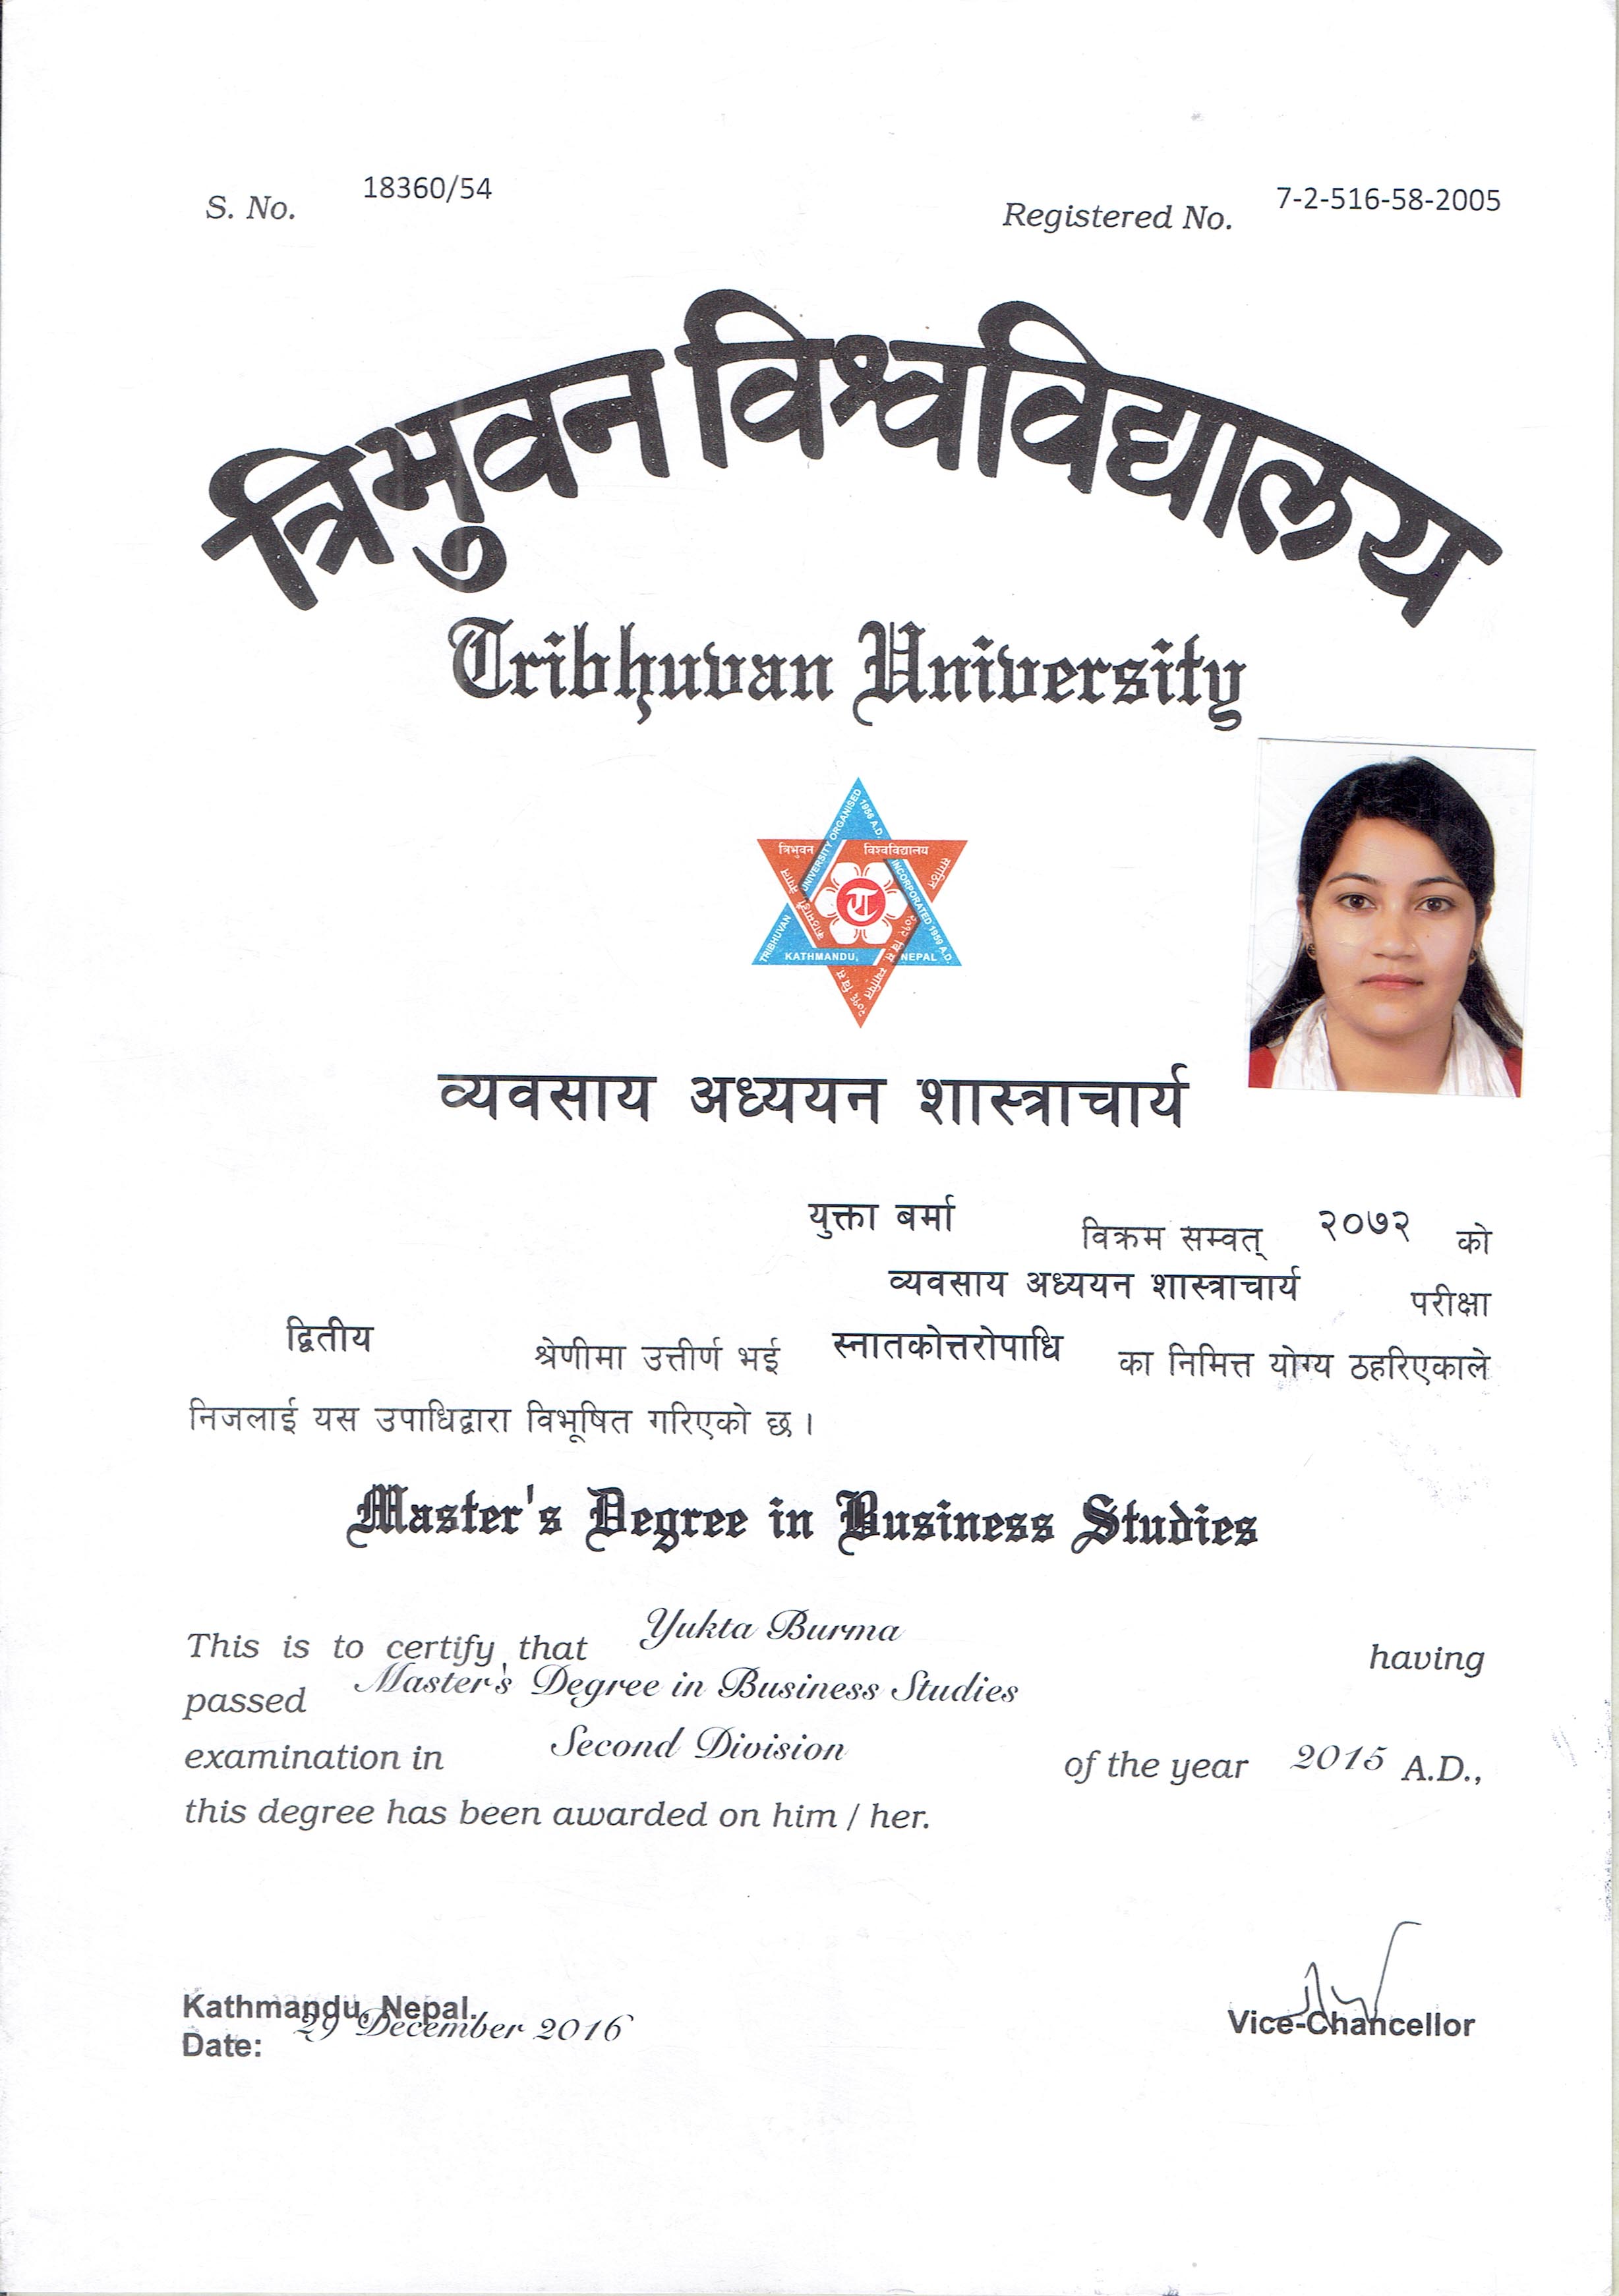 S. No. 18360/54 Registered No. 7-2-516-58-2005
त्रिभुवन विश्वविद्यालय
Tribhuvan University
त्रिभुवन विश्वविद्यालय
UNIVERSITY ORGANISED 1956 A.D.
INCORPORATED 1959 A.D.
TRIBHUVAN
KATHMANDU, NEPAL
व्यवसाय अध्ययन शास्त्राचार्य
युक्ता बर्मा विक्रम सम्वत् २०७२ को
व्यवसाय अध्ययन शास्त्राचार्य परीक्षा
द्वितीय श्रेणीमा उत्तीर्ण भई स्नातकोत्तरोपाधि का निमित्त योग्य ठहरिएकाले
निजलाई यस उपाधिद्वारा विभूषित गरिएको छ ।
Master's Degree in Business Studies
This is to certify that Yukta Burma having
passed Master's Degree in Business Studies
examination in Second Division of the year 2015 A.D.,
this degree has been awarded on him / her.
Kathmandu, Nepal.
Date: 29 December 2016
Vice-Chancellor